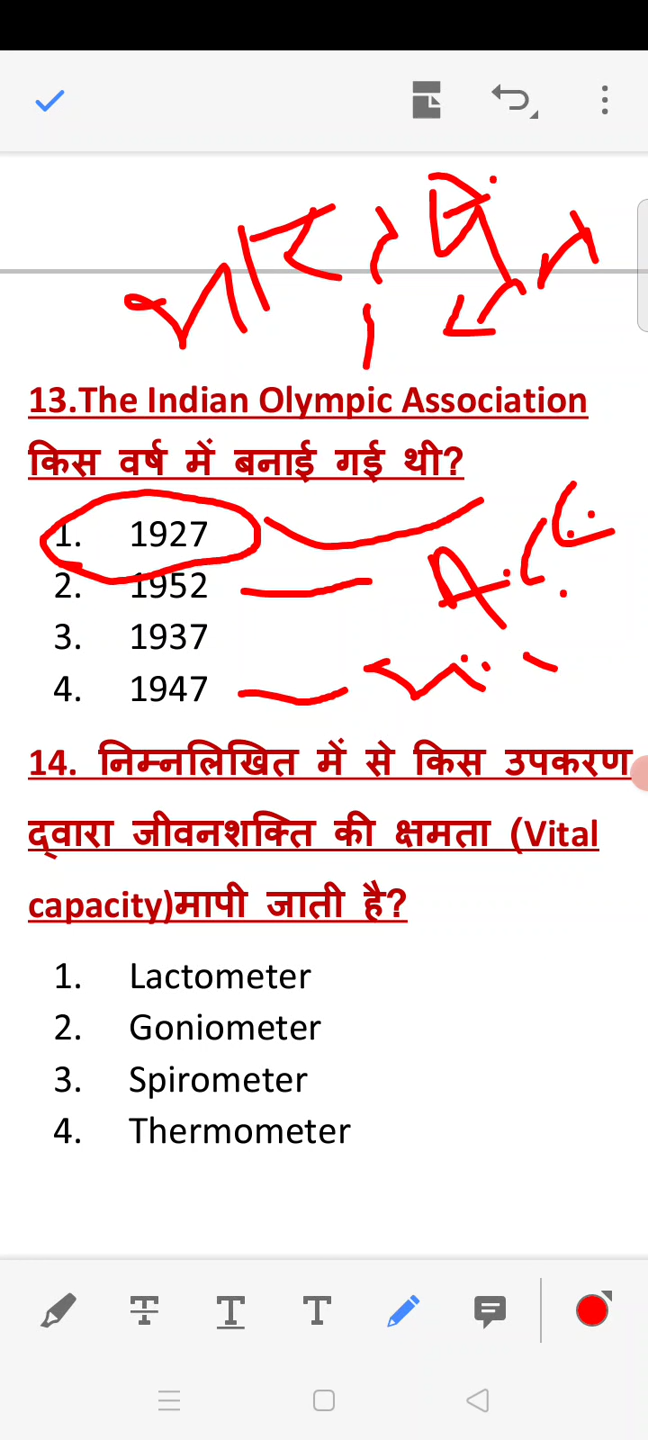 13.The Indian Olympic Association
किस वर्ष में बनाई गई थी?
1. 1927
2. 1952
3. 1937
4. 1947
14. निम्नलिखित में से किस उपकरण
द्वारा जीवनशक्ति की क्षमता (Vital
capacity)मापी जाती है?
1. Lactometer
2. Goniometer
3. Spirometer
4. Thermometer